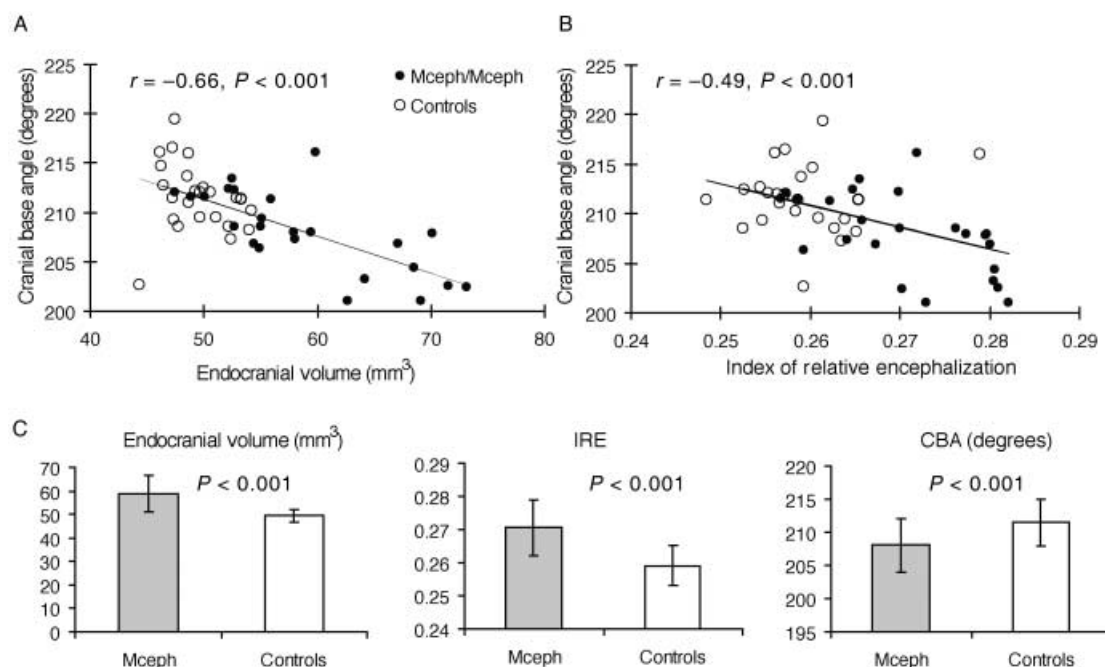 A
r = −0.66, P < 0.001
Mceph/Mceph
Controls
Cranial base angle (degrees)
225
220
215
210
205
200
40 50 60 70 80
Endocranial volume (mm³)
B
r = −0.49, P < 0.001
Cranial base angle (degrees)
225
220
215
210
205
200
0.24 0.25 0.26 0.27 0.28 0.29
Index of relative encephalization
C
Endocranial volume (mm³)
P < 0.001
70
60
50
40
30
20
10
0
Mceph Controls
IRE
P < 0.001
0.29
0.28
0.27
0.26
0.25
0.24
Mceph Controls
CBA (degrees)
P < 0.001
220
215
210
205
200
195
Mceph Controls